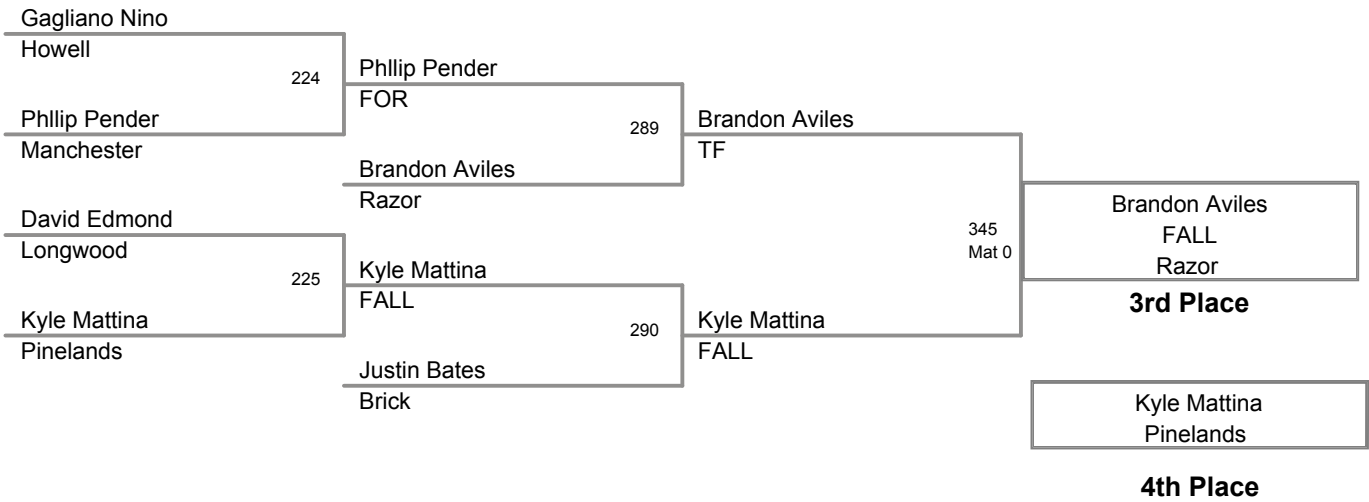 Gagliano Nino
Howell
224
Phllip Pender
Manchester
Phllip Pender
FOR
289
Brandon Aviles
Razor
David Edmond
Longwood
225
Kyle Mattina
Pinelands
Kyle Mattina
FALL
290
Justin Bates
Brick
Brandon Aviles
TF
345
Mat 0
Kyle Mattina
FALL
Brandon Aviles
FALL
Razor
3rd Place
Kyle Mattina
Pinelands
4th Place